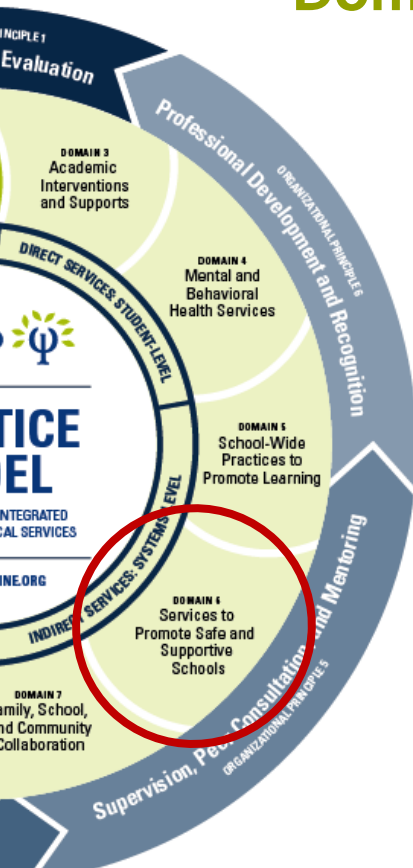 Dom
INCIPLE 1
Evaluation
DOMAIN 3
Academic
Interventions
and Supports
Professional Development and Recognition
ORGANIZATIONAL PRINCIPLE 6
DIRECT SERVICES: STUDENT-LEVEL
DOMAIN 4
Mental and
Behavioral
Health Services
TICE
DEL
INTEGRATED
CAL SERVICES
INE.ORG
DOMAIN 5
School-Wide
Practices to
Promote Learning
INDIRECT SERVICES: SYSTEMS LEVEL
DOMAIN 6
Services to
Promote Safe and
Supportive
Schools
DOMAIN 7
amily, School,
nd Community
Collaboration
Supervision, Peer Consultation, and Mentoring
ORGANIZATIONAL PRINCIPLE 5